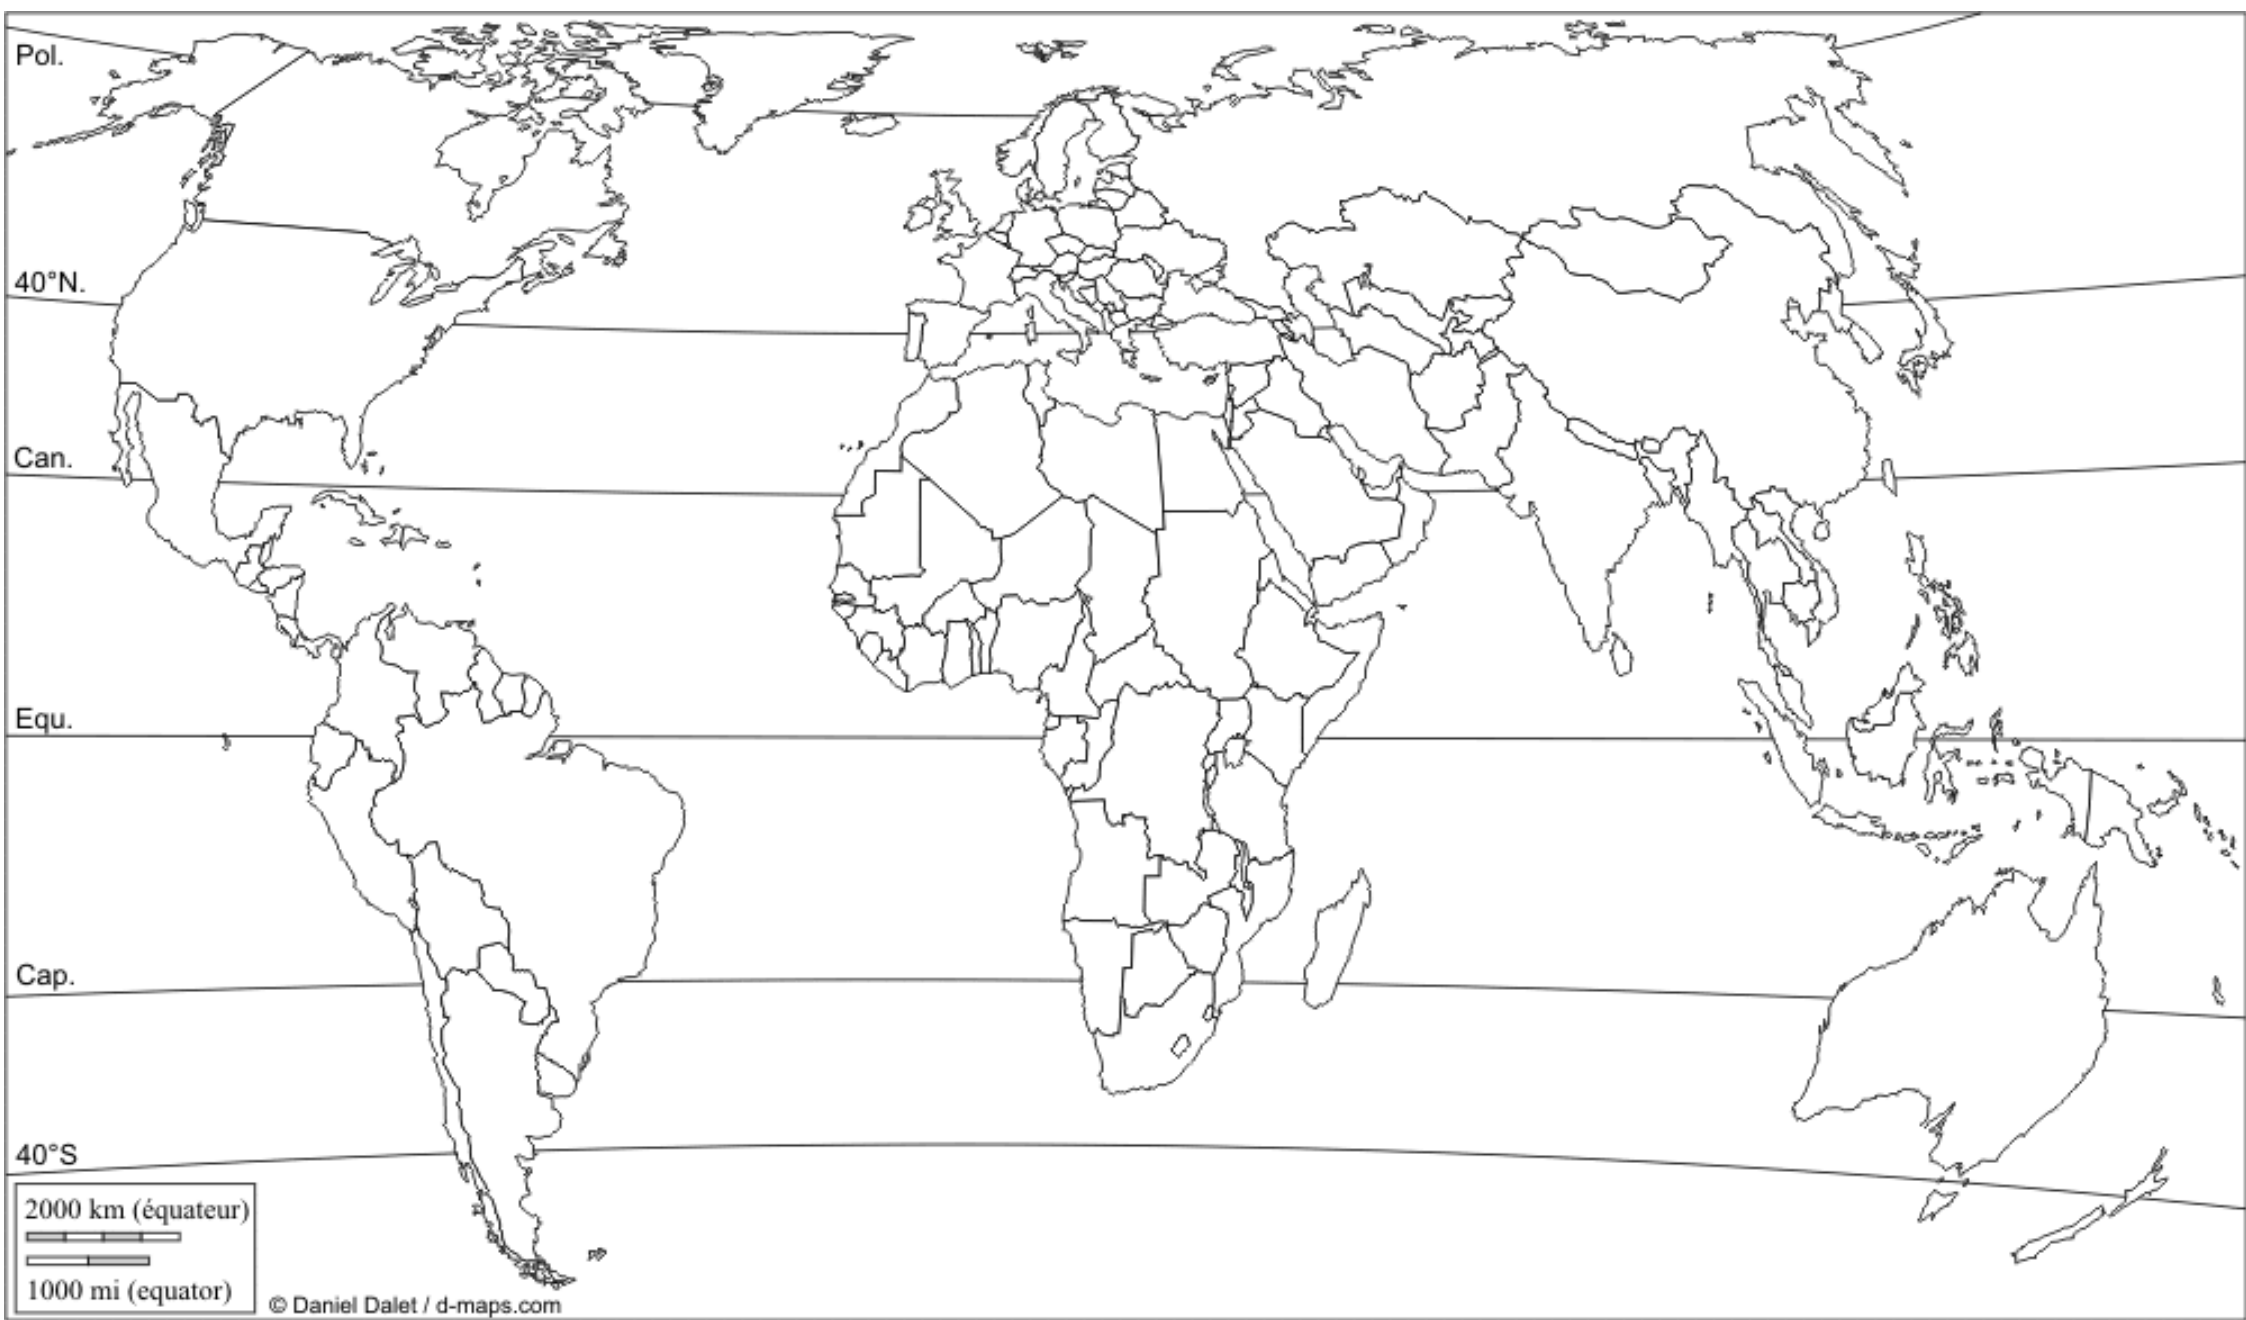 Pol.
40°N.
Can.
Equ.
Cap.
40°S
2000 km (équateur)
1000 mi (equator)
© Daniel Dalet / d-maps.com